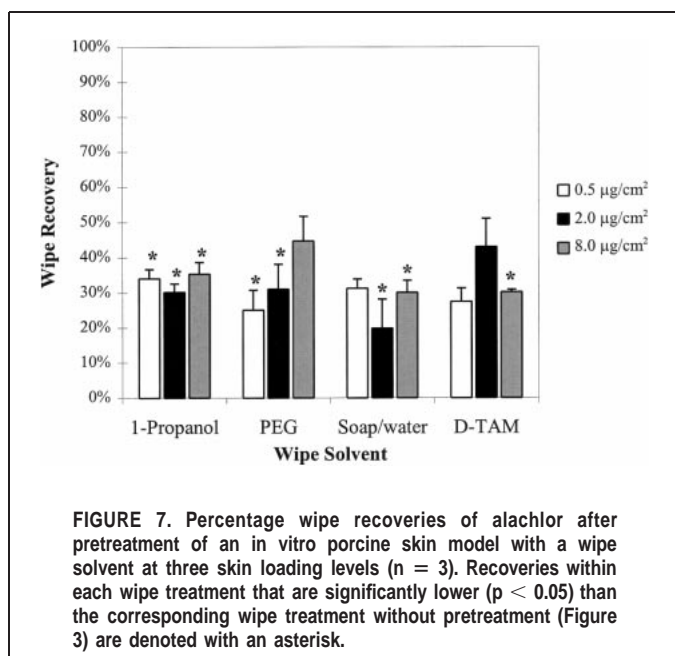 100%
90%
80%
70%
60%
50%
40%
30%
20%
10%
0%
Wipe Recovery
* * *
* *
* *
*
0.5 µg/cm²
2.0 µg/cm²
8.0 µg/cm²
1-Propanol PEG Soap/water D-TAM
Wipe Solvent
FIGURE 7. Percentage wipe recoveries of alachlor after
pretreatment of an in vitro porcine skin model with a wipe
solvent at three skin loading levels (n = 3). Recoveries within
each wipe treatment that are significantly lower (p < 0.05) than
the corresponding wipe treatment without pretreatment (Figure
3) are denoted with an asterisk.